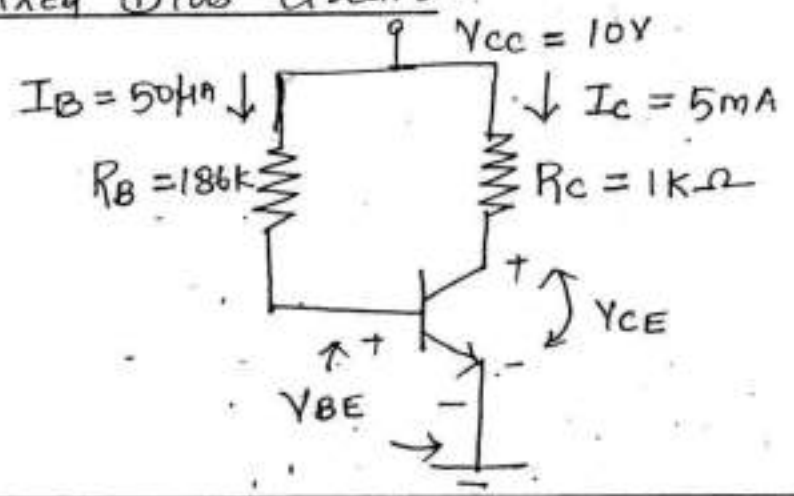 VCC = 10V
IB = 50µA ↓
↓ IC = 5mA
RB = 186K
RC = 1KΩ
+
VCE
+
-
VBE
-